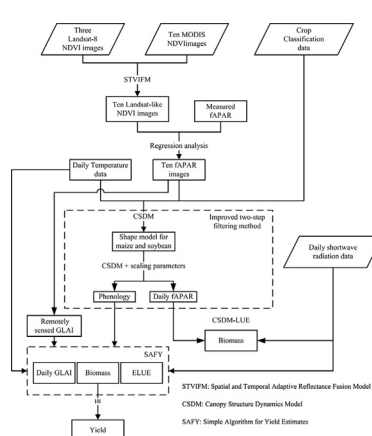 Three
Landsat-8
NDVI images
Ten MODIS
NDVIimages
Crop
Classification
data
STVIFM
Ten Landsat-like
NDVI images
Measured
fAPAR
Regression analysis
Daily Temperature
data
Ten fAPAR
images
CSDM
Improved two-step
filtering method
Shape model for
maize and soybean
Daily shortwave
radiation data
CSDM + scaling parameters
Phenology
Daily fAPAR
CSDM-LUE
Remotely
sensed GLAI
Biomass
SAFY
Daily GLAI
Biomass
ELUE
STVIFM: Spatial and Temporal Adaptive Reflectance Fusion Model
CSDM: Canopy Structure Dynamics Model
HI
SAFY: Simple Algorithm for Yield Estimates
Yield